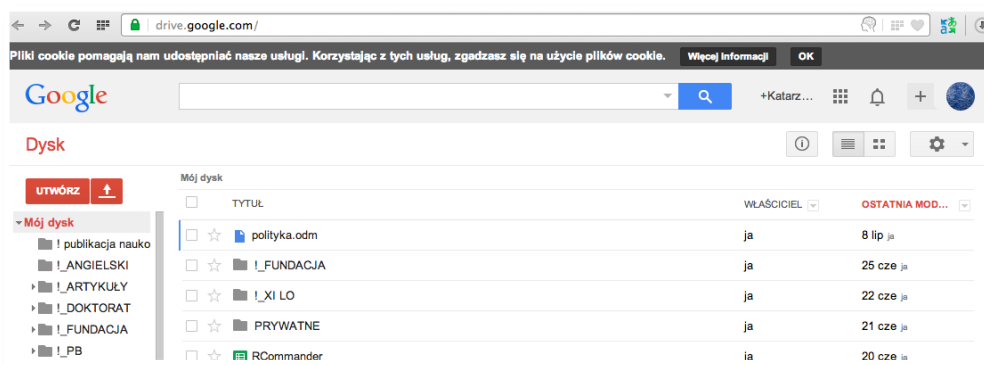 drive.google.com/
Pliki cookie pomagają nam udostępniać nasze usługi. Korzystając z tych usług, zgadzasz się na użycie plików cookie. Więcej informacji OK
Google +Katarz...
Dysk
UTWÓRZ
Mój dysk
! publikacja nauko
!_ANGIELSKI
!_ARTYKUŁY
!_DOKTORAT
!_FUNDACJA
!_PB
Mój dysk
TYTUŁ WŁAŚCICIEL OSTATNIA MOD...
polityka.odm ja 8 lip ja
!_FUNDACJA ja 25 cze ja
!_XI LO ja 22 cze ja
PRYWATNE ja 21 cze ja
RCommander ja 20 cze ja